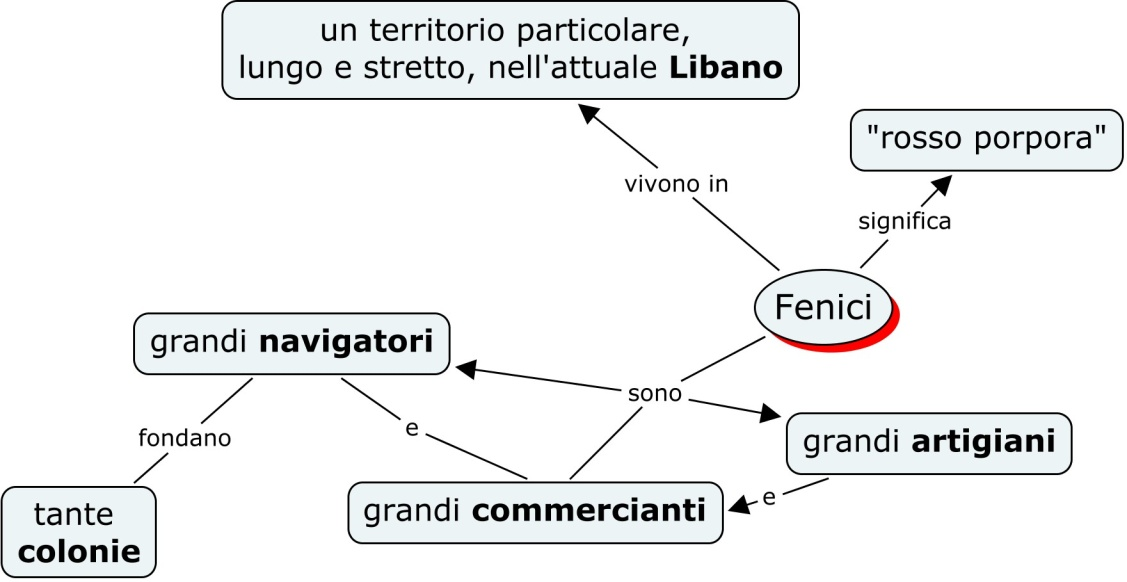 un territorio particolare,
lungo e stretto, nell'attuale Libano
"rosso porpora"
vivono in
significa
Fenici
grandi navigatori
sono
fondano
e
grandi artigiani
e
grandi commercianti
tante
colonie